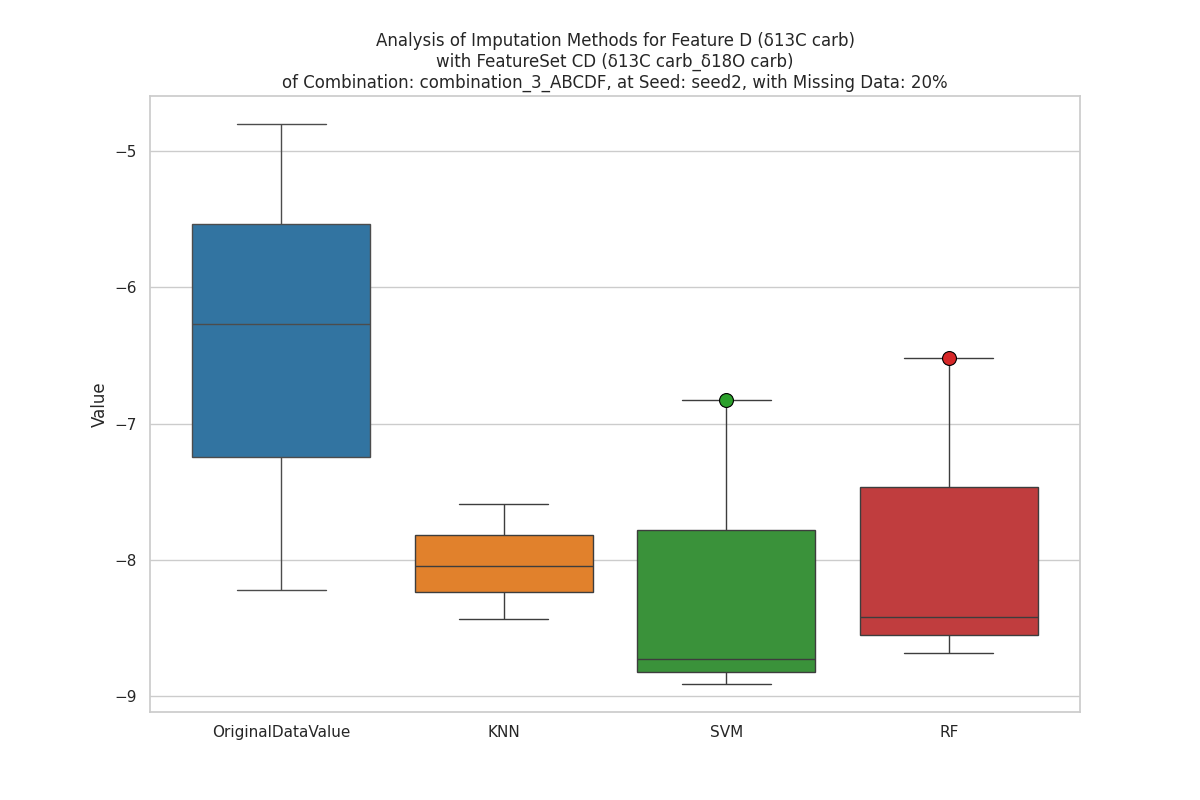 Analysis of Imputation Methods for Feature D (δ13C carb)
with FeatureSet CD (δ13C carb_δ18O carb)
of Combination: combination_3_ABCDF, at Seed: seed2, with Missing Data: 20%
Value
−5
−6
−7
−8
−9
OriginalDataValue
KNN
SVM
RF